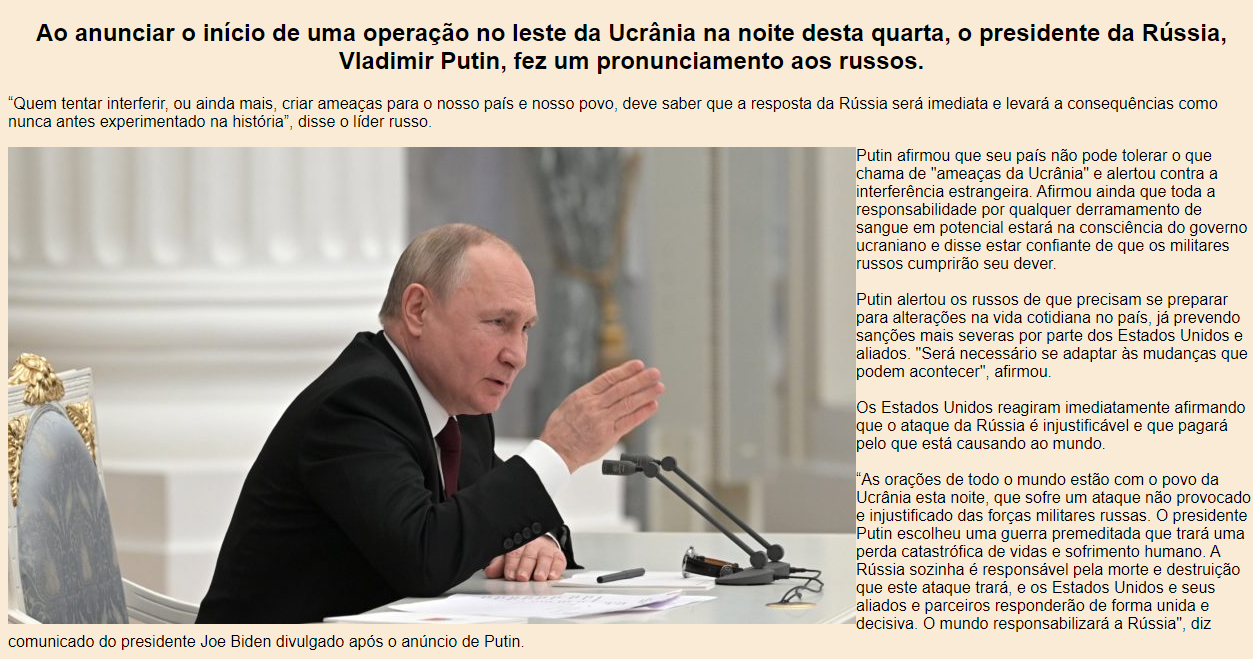 Ao anunciar o início de uma operação no leste da Ucrânia na noite desta quarta, o presidente da Rússia,
Vladimir Putin, fez um pronunciamento aos russos.
“Quem tentar interferir, ou ainda mais, criar ameaças para o nosso país e nosso povo, deve saber que a resposta da Rússia será imediata e levará a consequências como
nunca antes experimentado na história”, disse o líder russo.
Putin afirmou que seu país não pode tolerar o que
chama de "ameaças da Ucrânia" e alertou contra a
interferência estrangeira. Afirmou ainda que toda a
responsabilidade por qualquer derramamento de
sangue em potencial estará na consciência do governo
ucraniano e disse estar confiante de que os militares
russos cumprirão seu dever.
Putin alertou os russos de que precisam se preparar
para alterações na vida cotidiana no país, já prevendo
sanções mais severas por parte dos Estados Unidos e
aliados. "Será necessário se adaptar às mudanças que
podem acontecer", afirmou.
Os Estados Unidos reagiram imediatamente afirmando
que o ataque da Rússia é injustificável e que pagará
pelo que está causando ao mundo.
“As orações de todo o mundo estão com o povo da
Ucrânia esta noite, que sofre um ataque não provocado
e injustificado das forças militares russas. O presidente
Putin escolheu uma guerra premeditada que trará uma
perda catastrófica de vidas e sofrimento humano. A
Rússia sozinha é responsável pela morte e destruição
que este ataque trará, e os Estados Unidos e seus
aliados e parceiros responderão de forma unida e
decisiva. O mundo responsabilizará a Rússia", diz
comunicado do presidente Joe Biden divulgado após o anúncio de Putin.